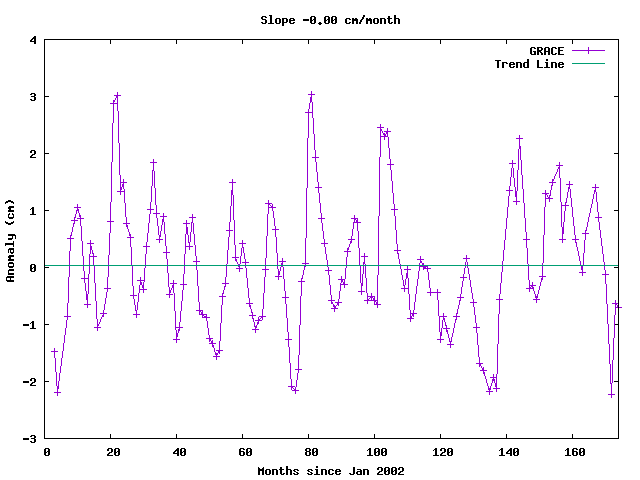 Slope -0.00 cm/month
GRACE
Trend Line
4
3
2
1
0
-1
-2
-3
Anomaly (cm)
0 20 40 60 80 100 120 140 160
Months since Jan 2002